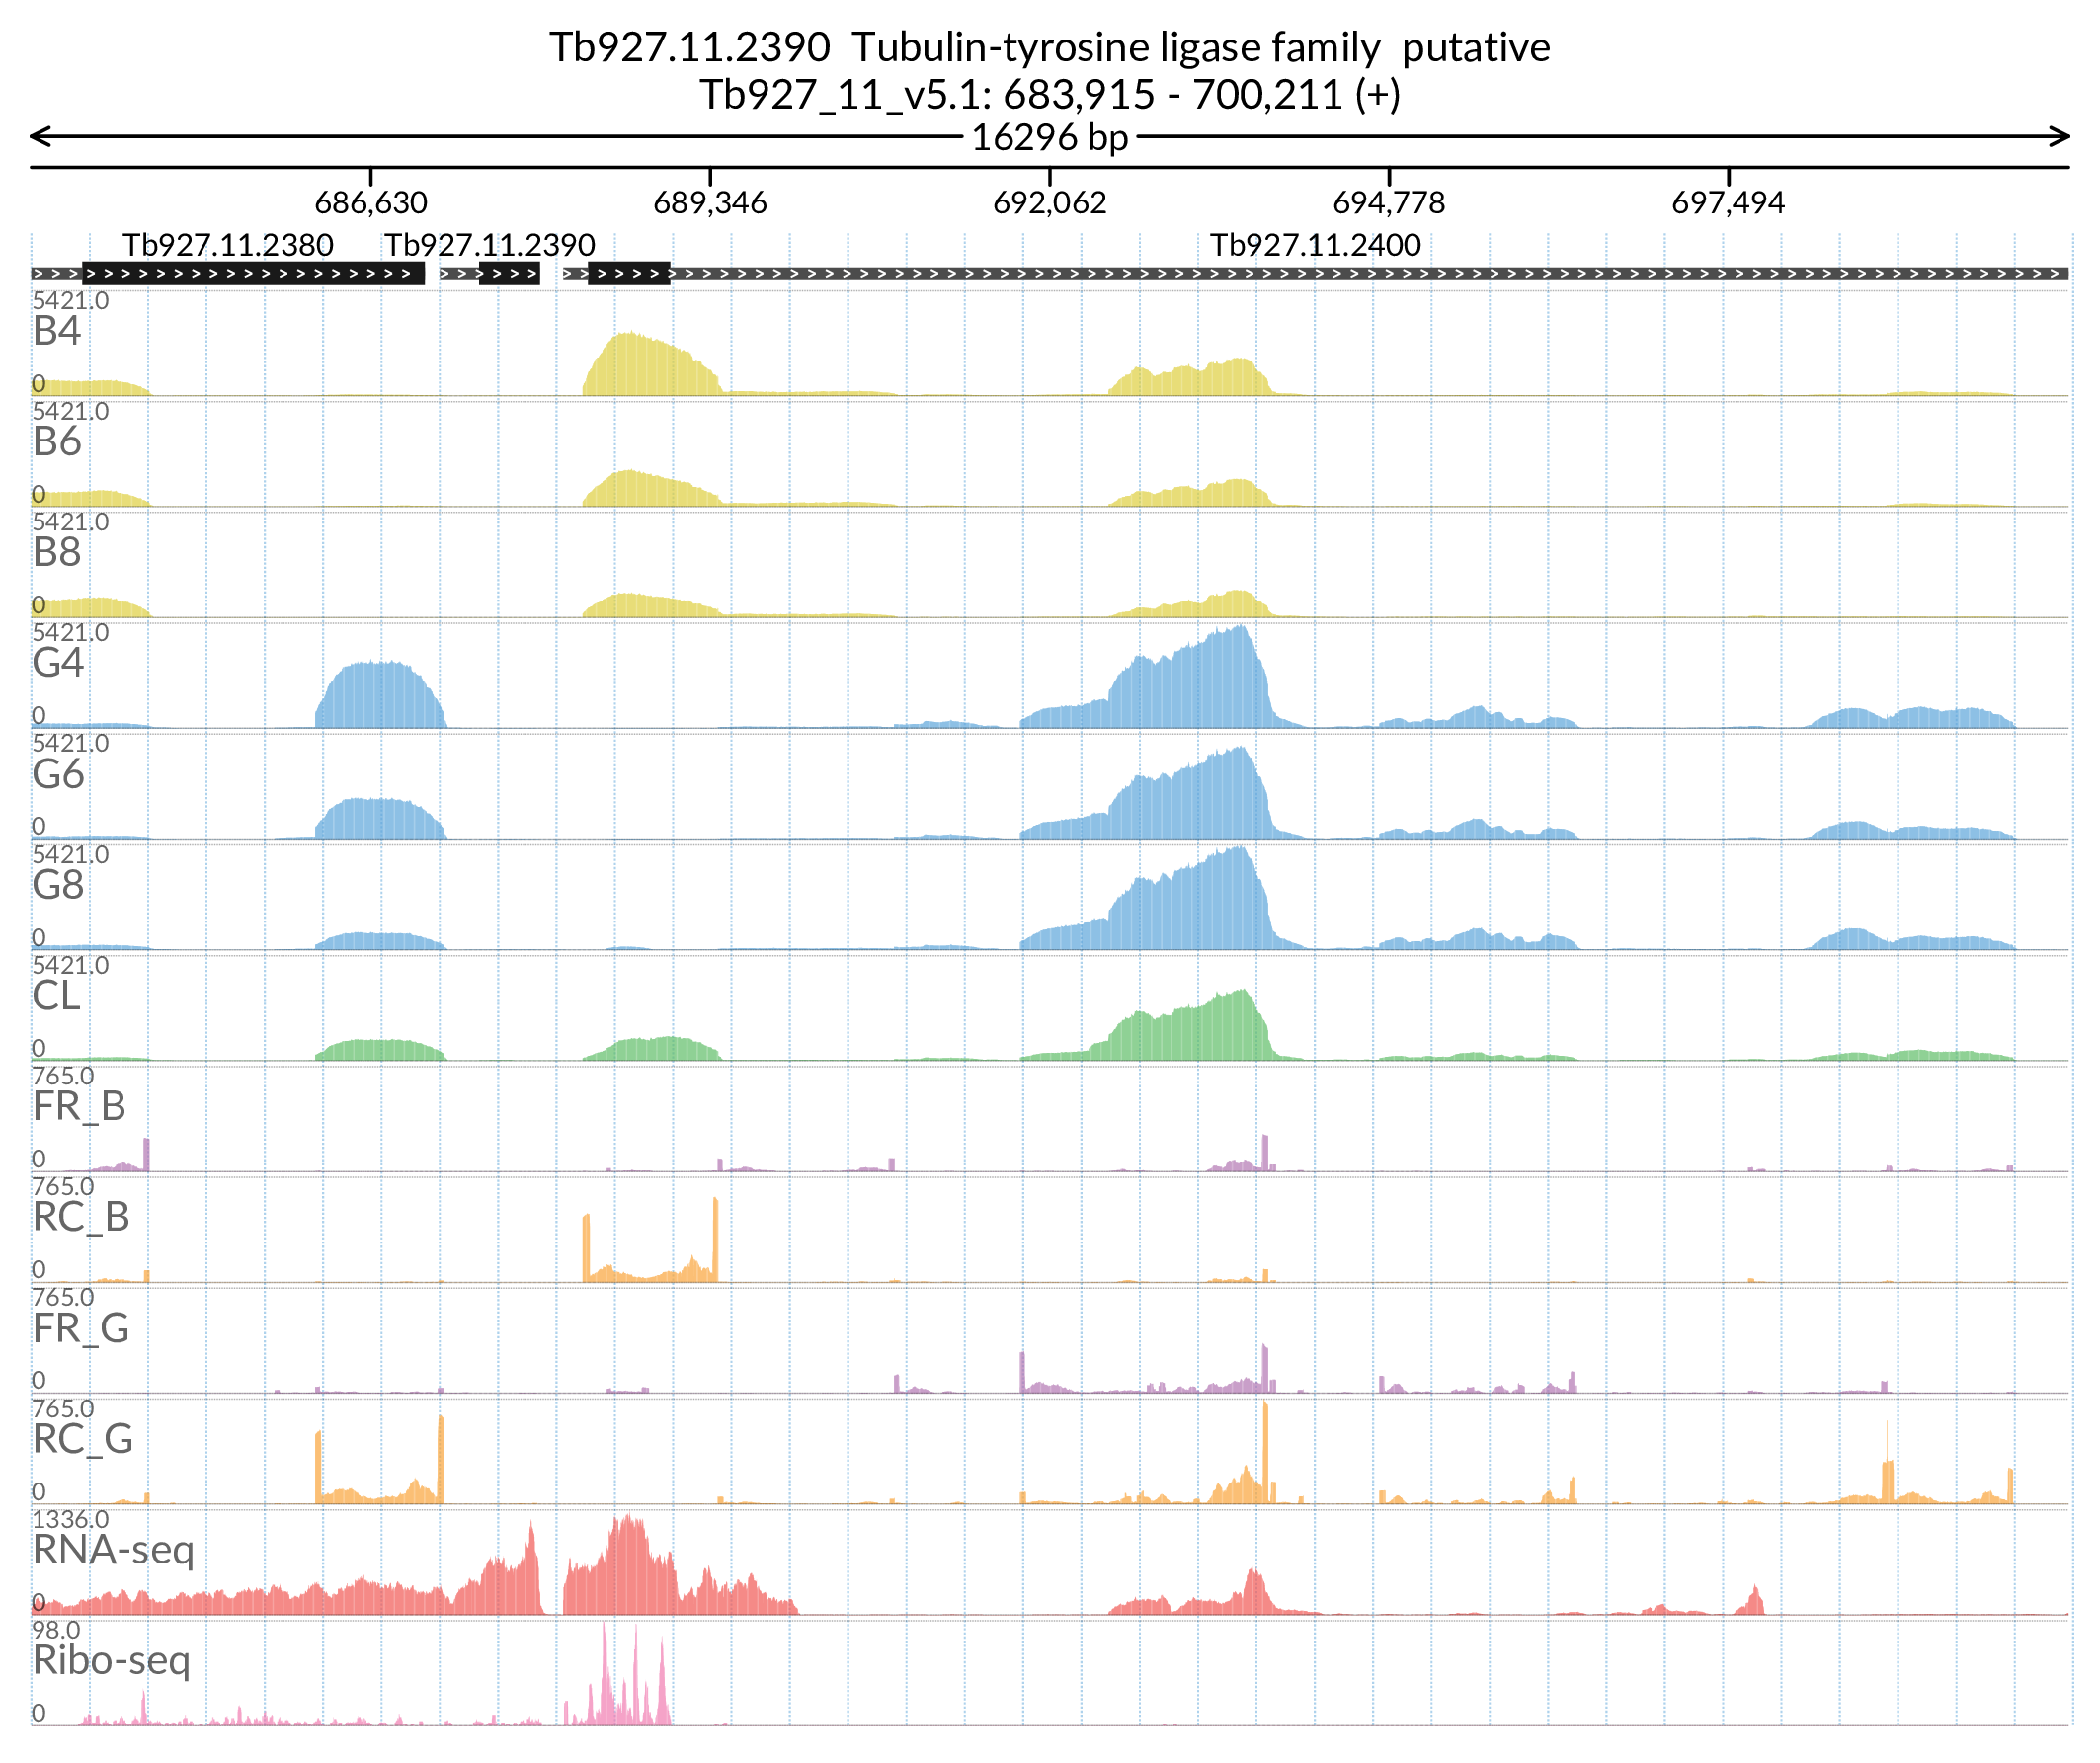 Tb927.11.2390  Tubulin-tyrosine ligase family  putative
Tb927_11_v5.1: 683,915 - 700,211 (+)
16296 bp
686,630 689,346 692,062 694,778 697,494
Tb927.11.2380 Tb927.11.2390 Tb927.11.2400
5421.0
B4
0
5421.0
B6
0
5421.0
B8
0
5421.0
G4
0
5421.0
G6
0
5421.0
G8
0
5421.0
CL
0
765.0
FR_B
0
765.0
RC_B
0
765.0
FR_G
0
765.0
RC_G
0
1336.0
RNA-seq
0
98.0
Ribo-seq
0